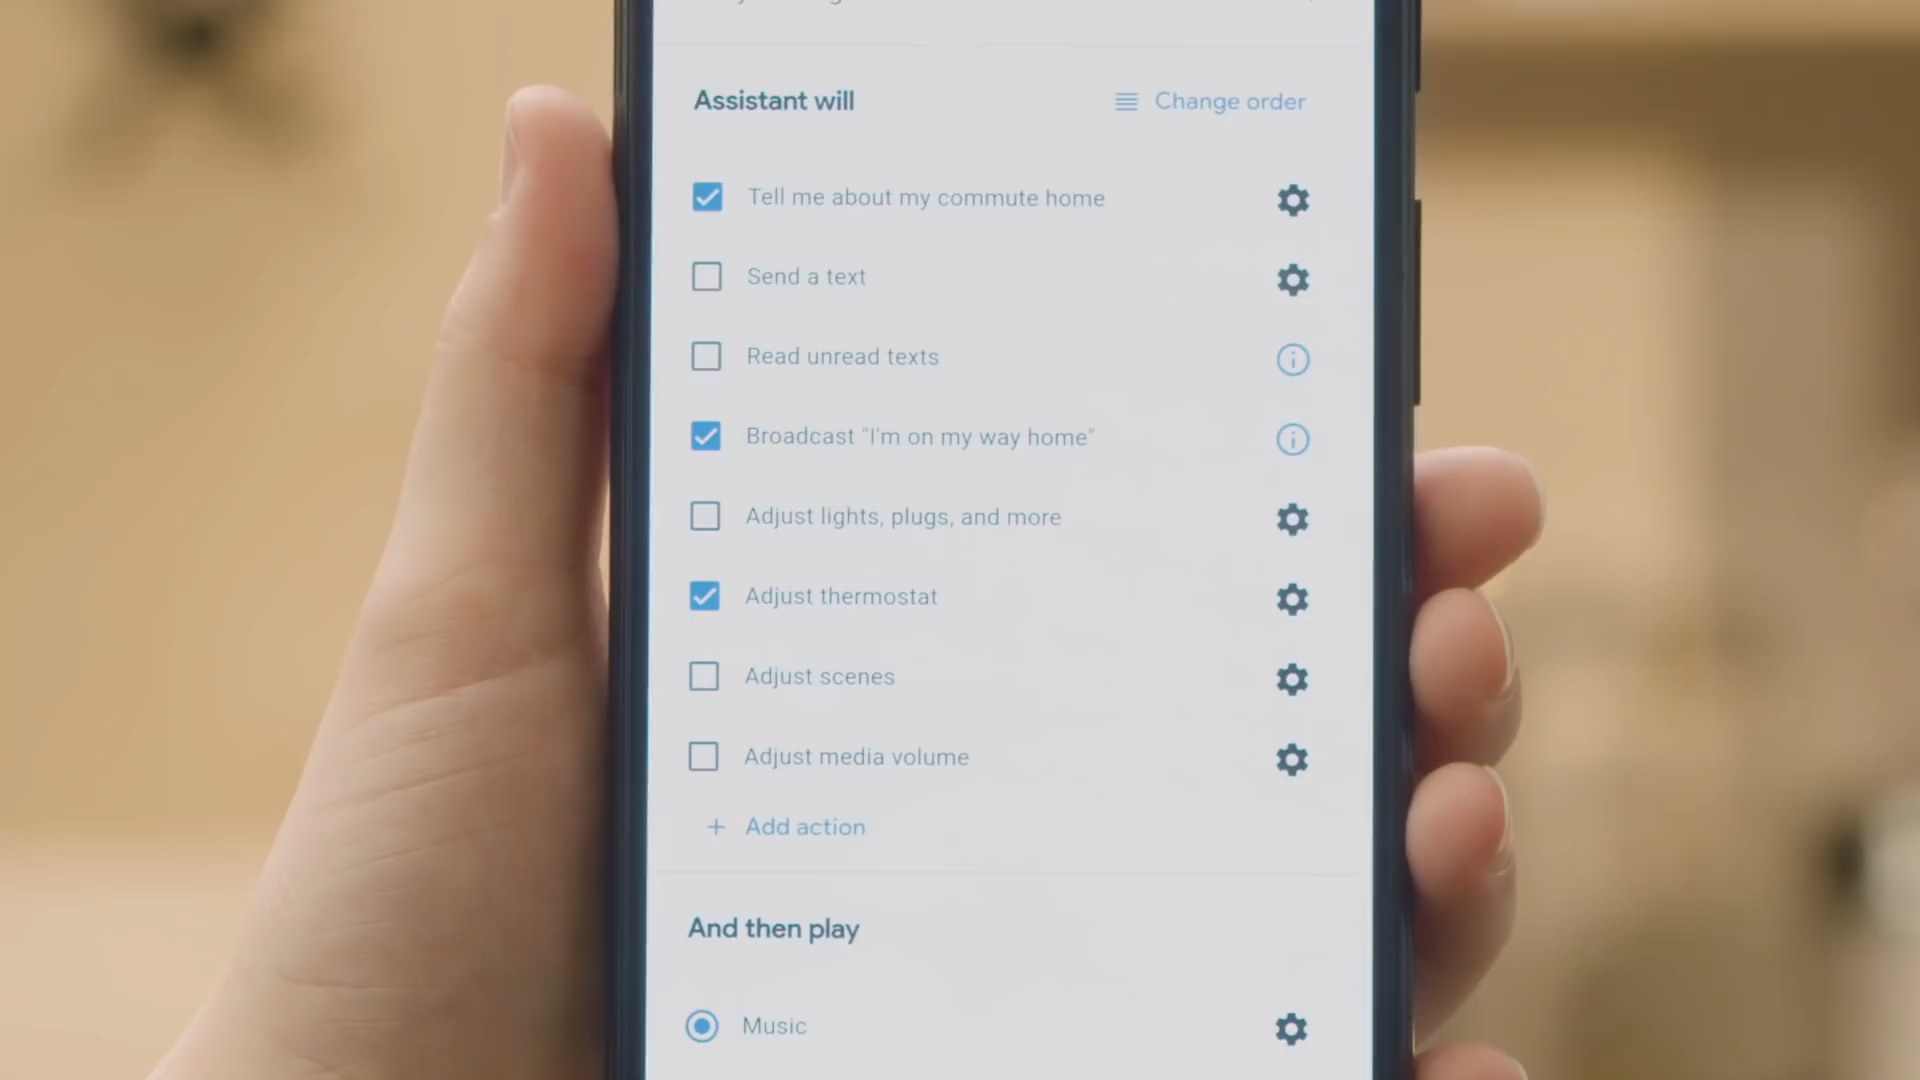 Assistant will
Change order
Tell me about my commute home
Send a text
Read unread texts
Broadcast "I'm on my way home"
Adjust lights, plugs, and more
Adjust thermostat
Adjust scenes
Adjust media volume
+ Add action
And then play
Music